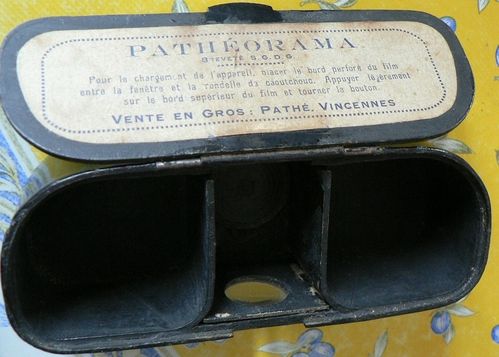 PATHÉORAMA
BREVETÉ S.G.D.G.
Pour le chargement de l'appareil, placer le bord perforé du film
entre la fenêtre et la rondelle de caoutchouc. Appuyer légèrement
sur le bord supérieur du film et tourner le bouton.
VENTE EN GROS : PATHÉ, VINCENNES